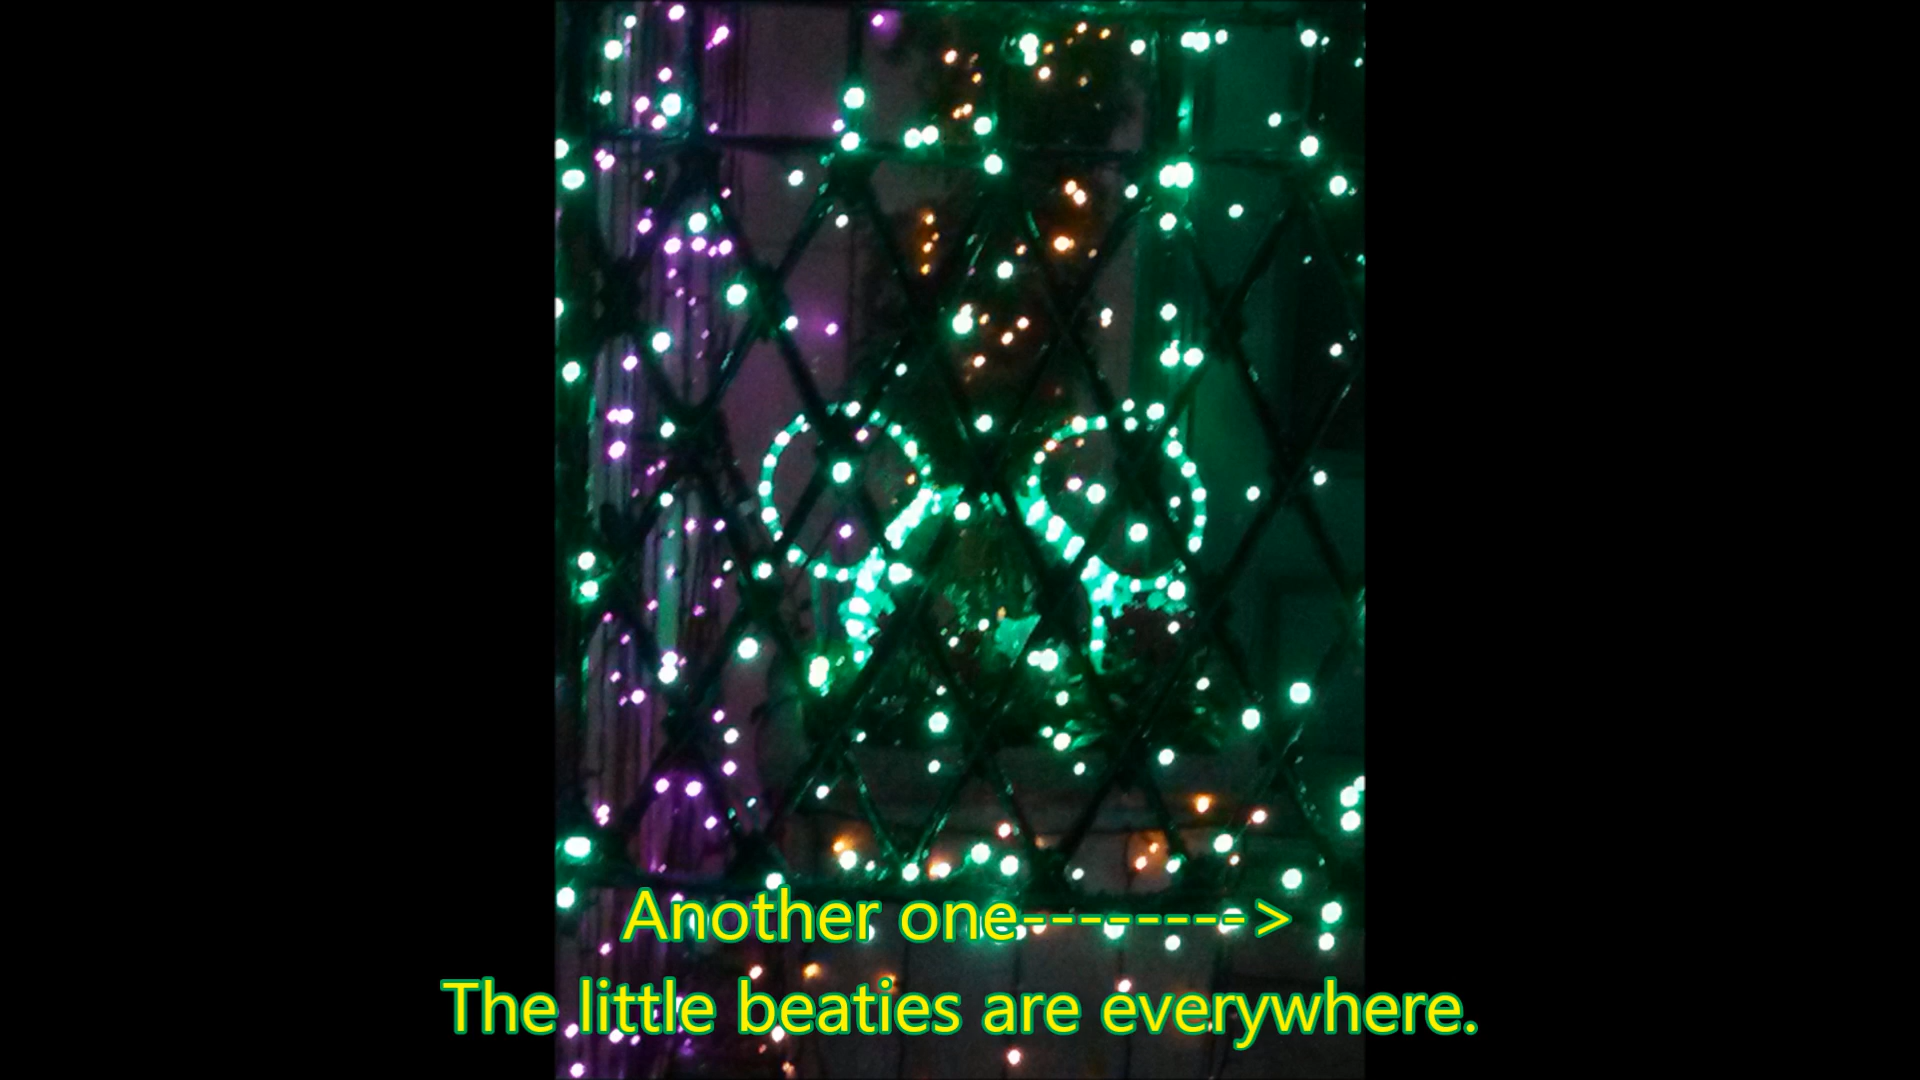 Another one-------->
The little beaties are everywhere.